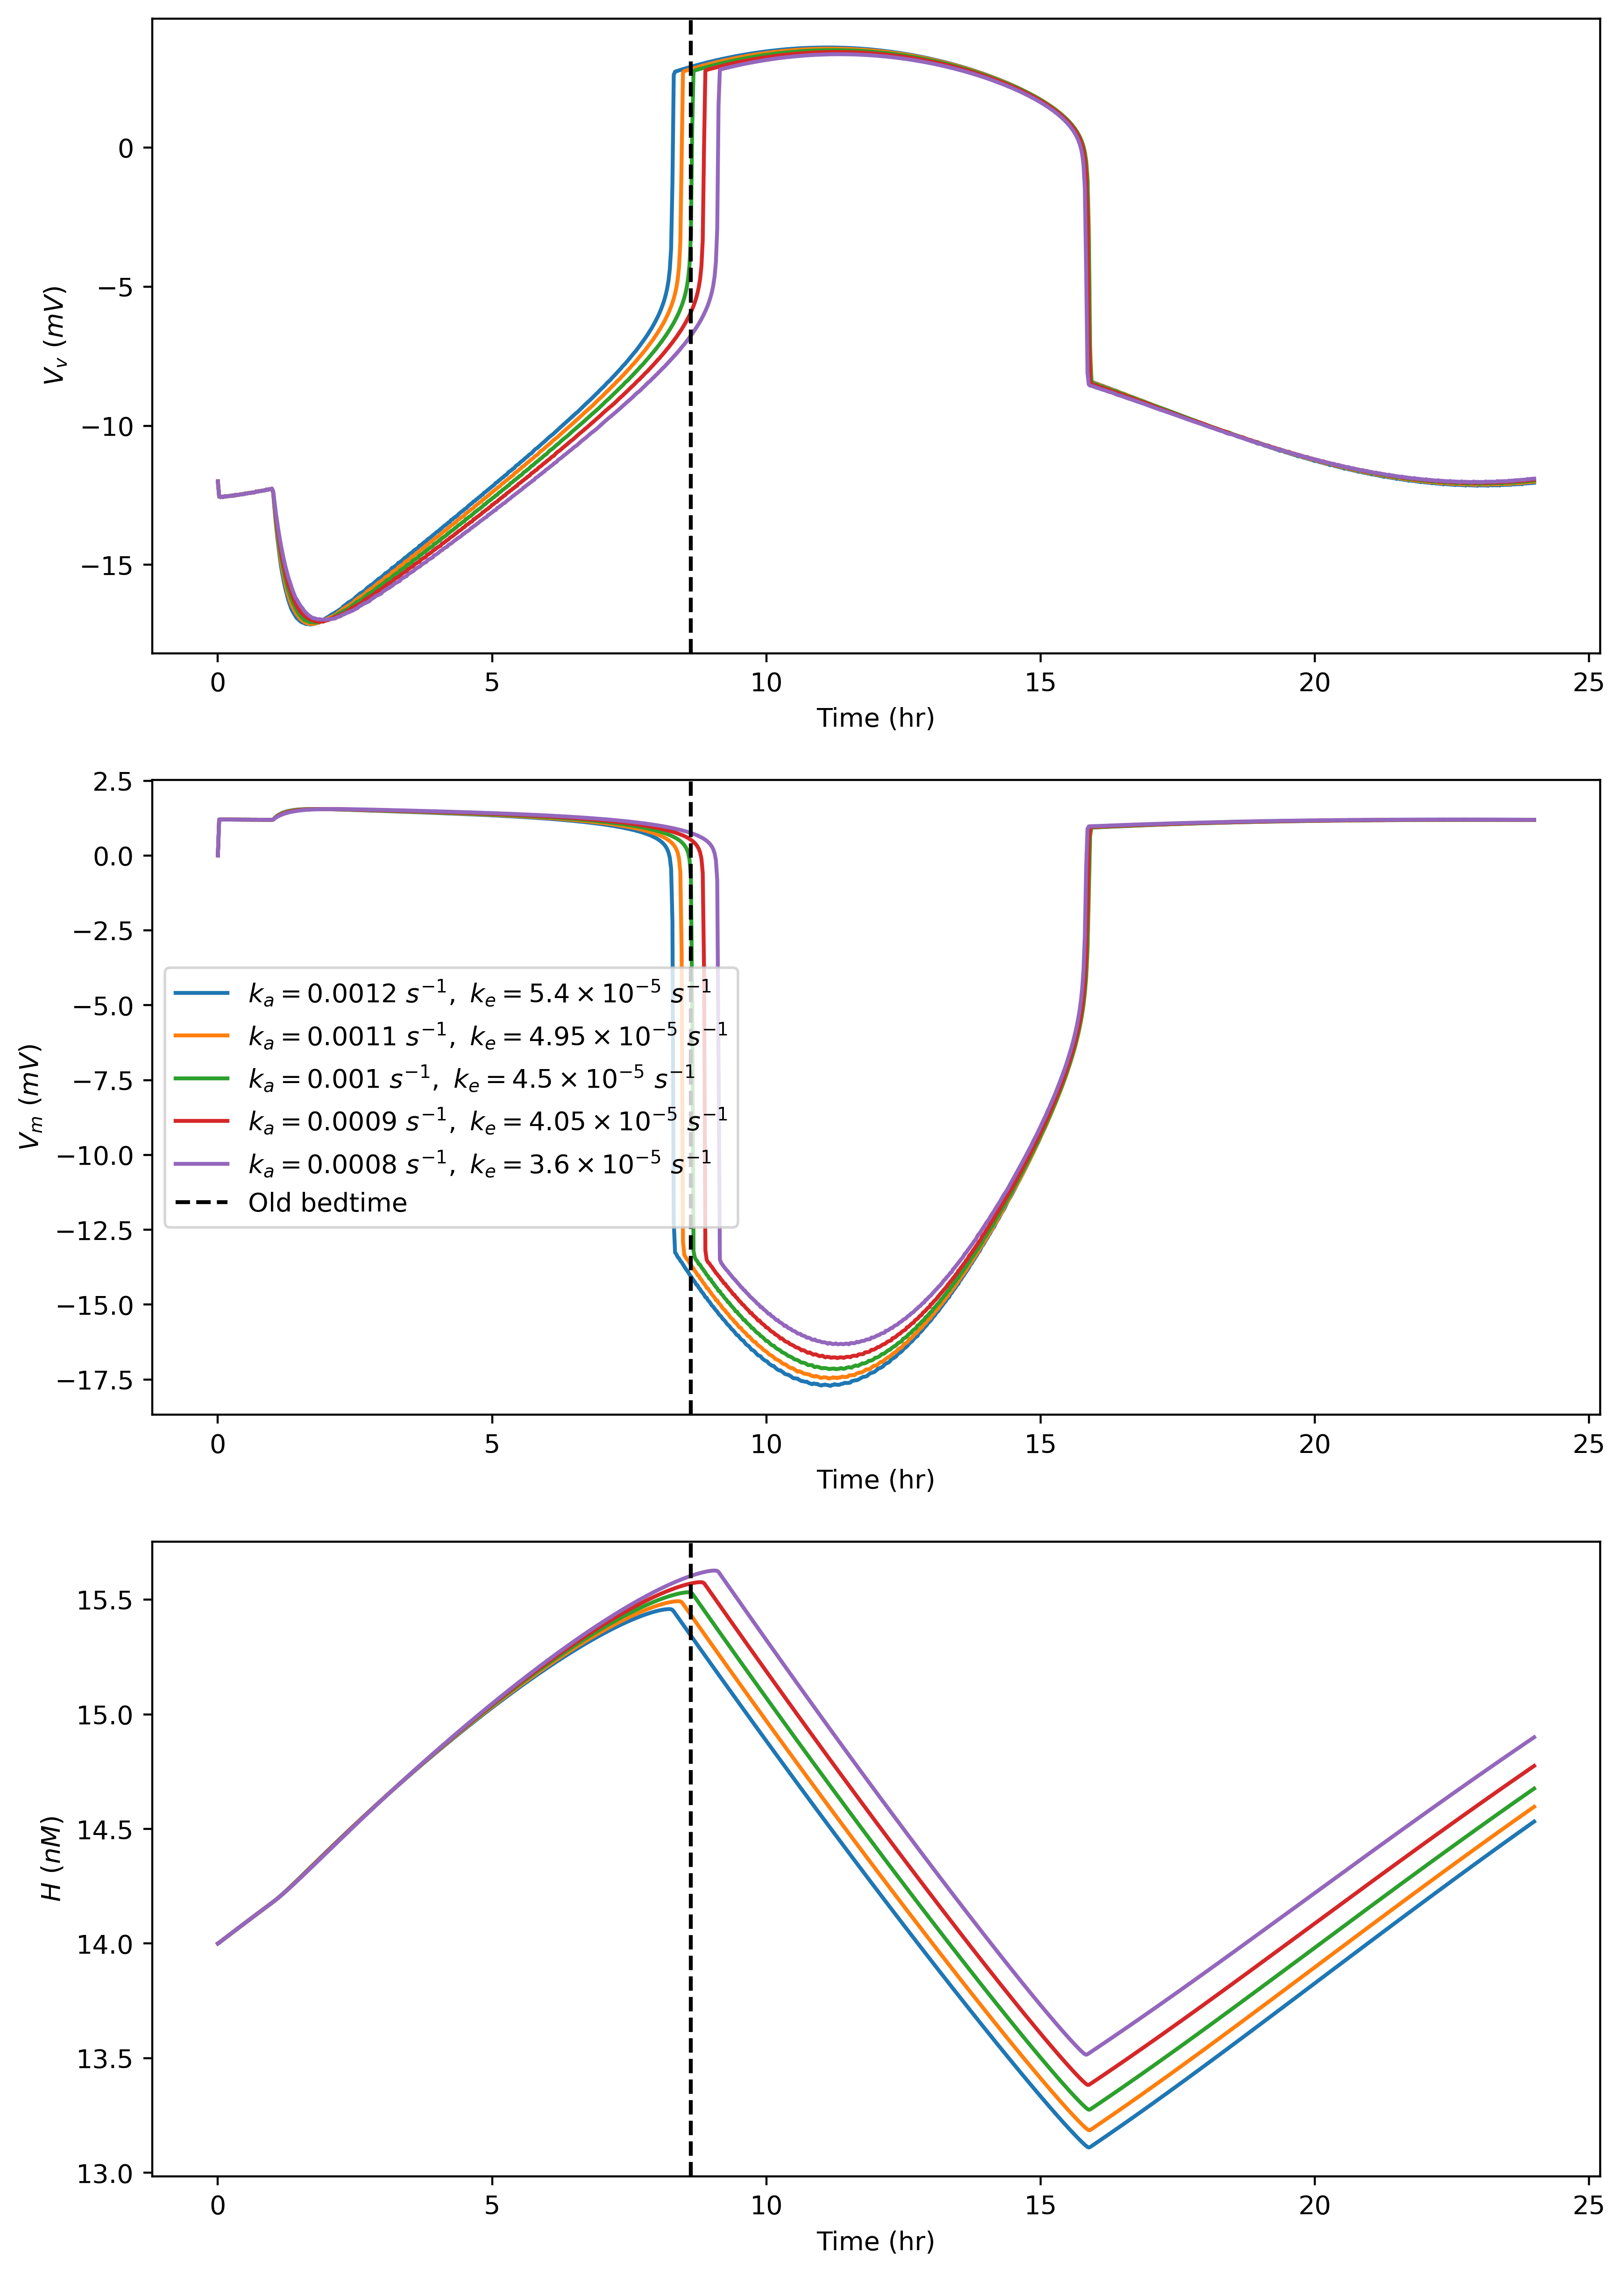 0
−5
−10
−15
V_v (mV)
0 5 10 15 20 25
Time (hr)
2.5
0.0
−2.5
−5.0
−7.5
−10.0
−12.5
−15.0
−17.5
V_m (mV)
k_a = 0.0012 s^{−1}, k_e = 5.4 × 10^{−5} s^{−1}
k_a = 0.0011 s^{−1}, k_e = 4.95 × 10^{−5} s^{−1}
k_a = 0.001 s^{−1}, k_e = 4.5 × 10^{−5} s^{−1}
k_a = 0.0009 s^{−1}, k_e = 4.05 × 10^{−5} s^{−1}
k_a = 0.0008 s^{−1}, k_e = 3.6 × 10^{−5} s^{−1}
Old bedtime
0 5 10 15 20 25
Time (hr)
15.5
15.0
14.5
14.0
13.5
13.0
H (nM)
0 5 10 15 20 25
Time (hr)